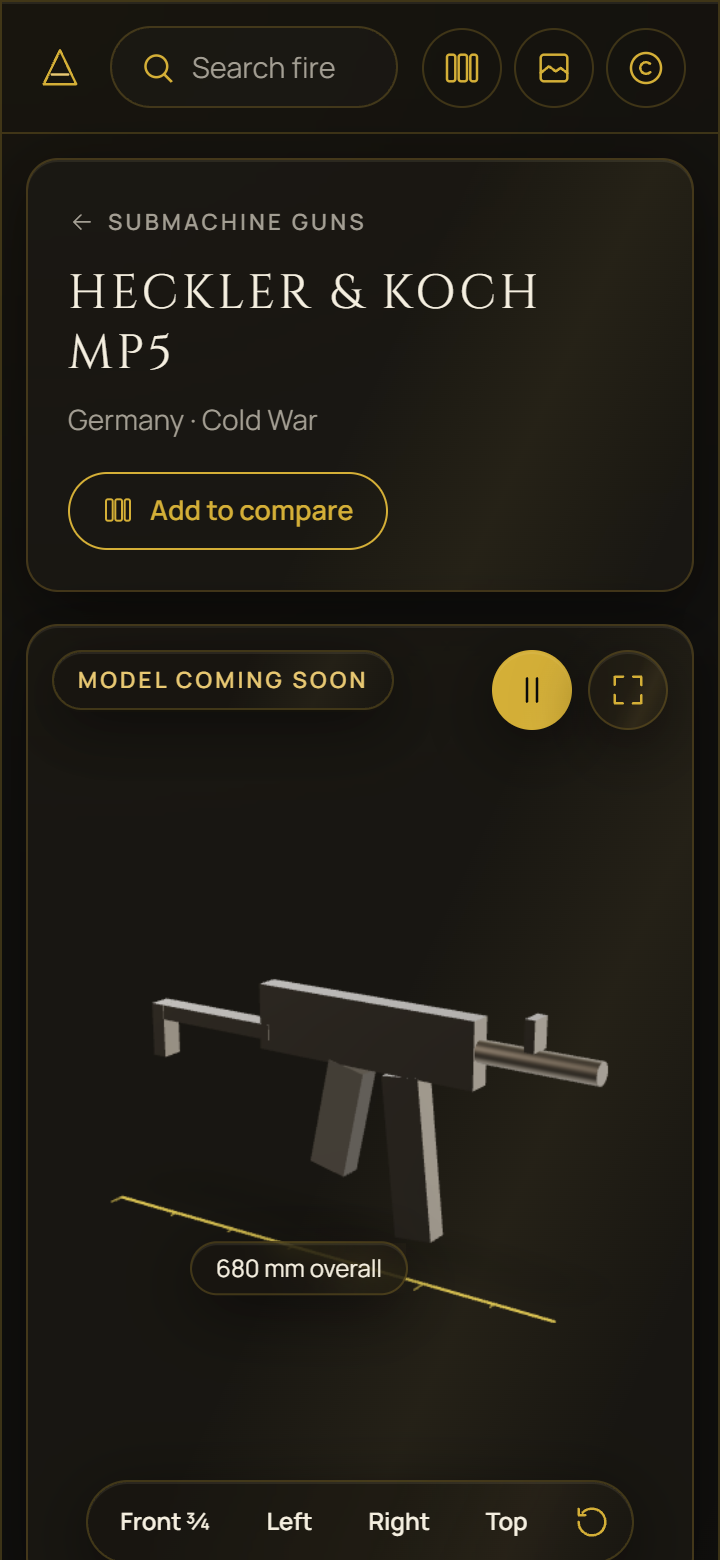 Search fire
← SUBMACHINE GUNS
HECKLER & KOCH
MP5
Germany · Cold War
Add to compare
MODEL COMING SOON
680 mm overall
Front ¾ Left Right Top